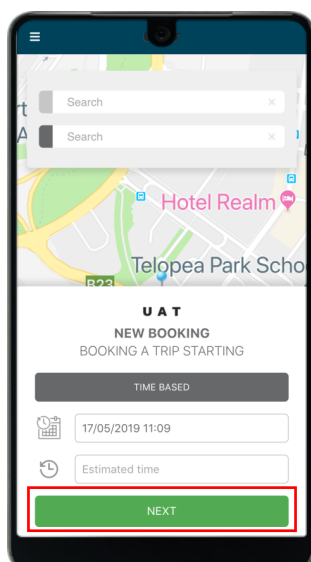 Search
Search
rt
A
Hotel Realm
Telopea Park Scho
B23
UAT
NEW BOOKING
BOOKING A TRIP STARTING
TIME BASED
17/05/2019 11:09
Estimated time
NEXT